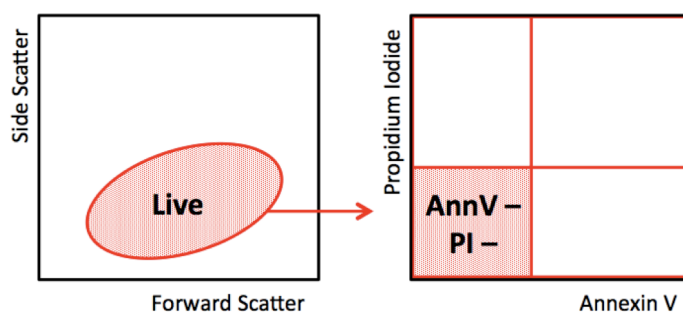 Side Scatter
Live
Forward Scatter
Propidium Iodide
AnnV –
PI –
Annexin V